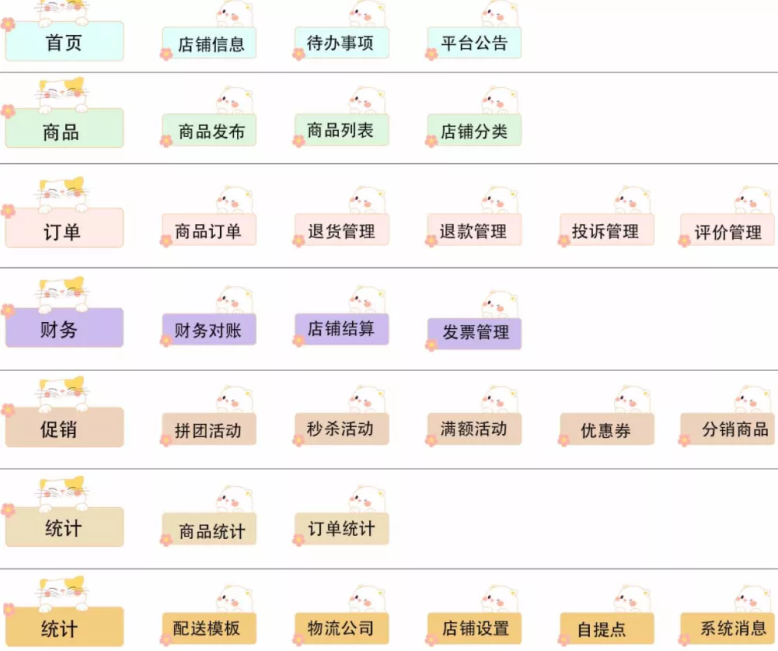 首页 店铺信息 待办事项 平台公告
商品 商品发布 商品列表 店铺分类
订单 商品订单 退货管理 退款管理 投诉管理 评价管理
财务 财务对账 店铺结算 发票管理
促销 拼团活动 秒杀活动 满额活动 优惠券 分销商品
统计 商品统计 订单统计
统计 配送模板 物流公司 店铺设置 自提点 系统消息